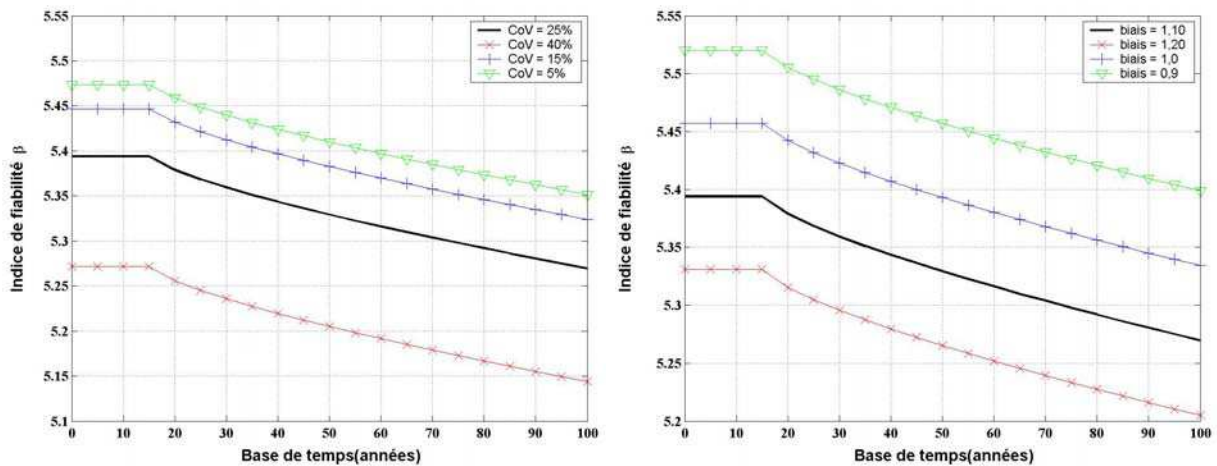 5.55
5.5
5.45
5.4
5.35
5.3
5.25
5.2
5.15
5.1
Indice de fiabilité β
0 10 20 30 40 50 60 70 80 90 100
Base de temps(années)
CoV = 25%
CoV = 40%
CoV = 15%
CoV = 5%
5.55
5.5
5.45
5.4
5.35
5.3
5.25
5.2
Indice de fiabilité β
0 10 20 30 40 50 60 70 80 90 100
Base de temps(années)
biais = 1,10
biais = 1,20
biais = 1,0
biais = 0,9